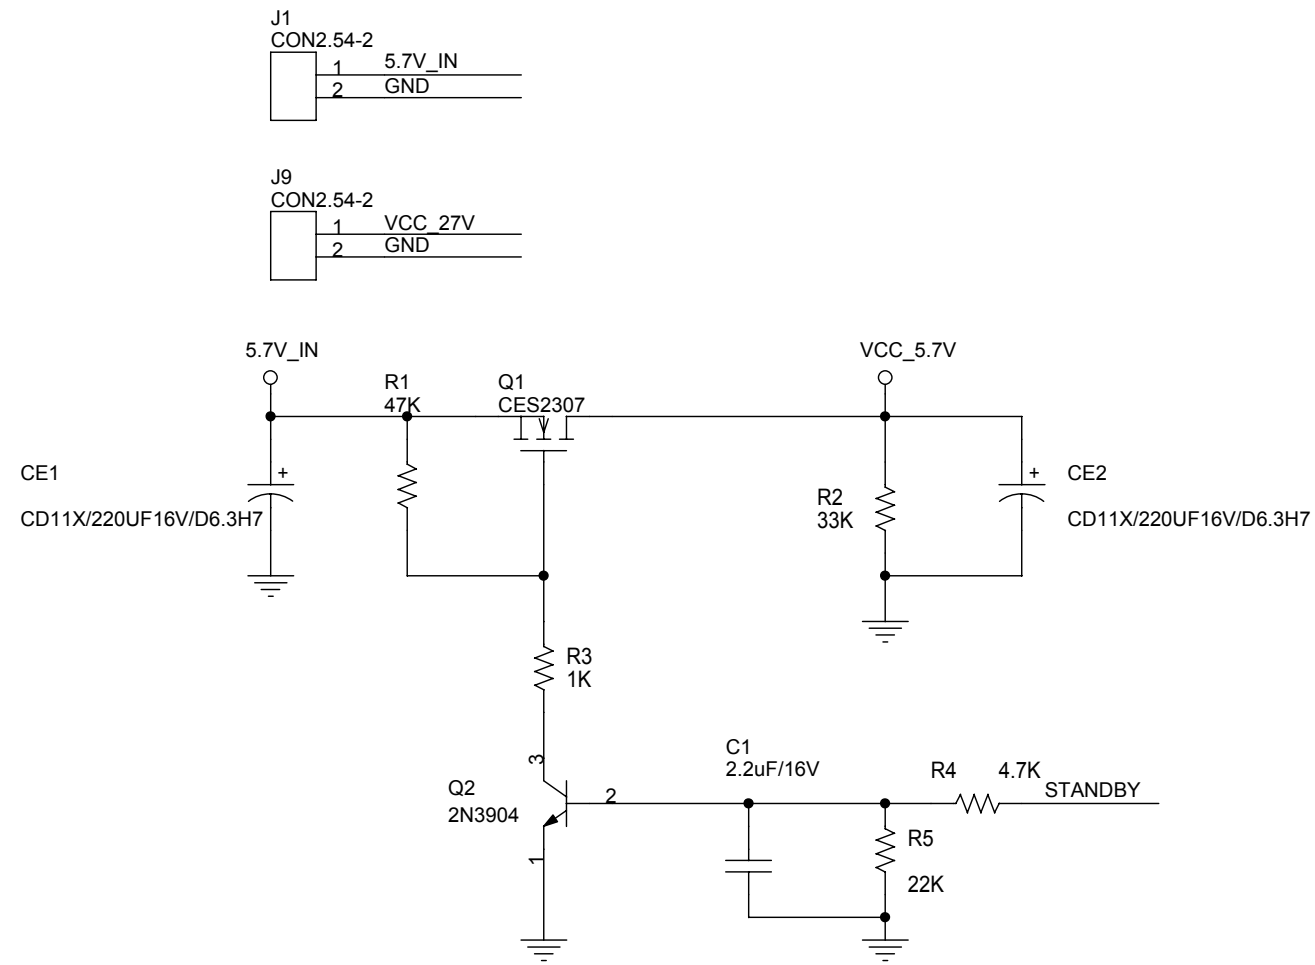 J1
CON2.54-2
1 5.7V_IN
2 GND
J9
CON2.54-2
1 VCC_27V
2 GND
5.7V_IN
VCC_5.7V
R1
47K
Q1
CES2307
CE1
+
CD11X/220UF16V/D6.3H7
R2
33K
+
CE2
CD11X/220UF16V/D6.3H7
R3
1K
3
Q2
2N3904
2
1
C1
2.2uF/16V
R4 4.7K
STANDBY
R5
22K